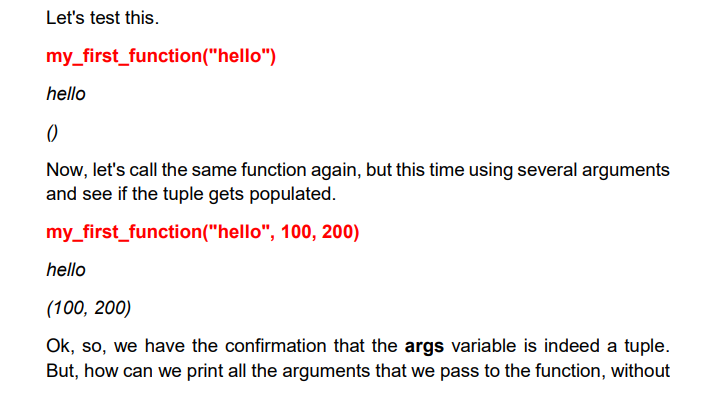 Let's test this.
my_first_function("hello")
hello
()
Now, let's call the same function again, but this time using several arguments
and see if the tuple gets populated.
my_first_function("hello", 100, 200)
hello
(100, 200)
Ok, so, we have the confirmation that the args variable is indeed a tuple.
But, how can we print all the arguments that we pass to the function, without